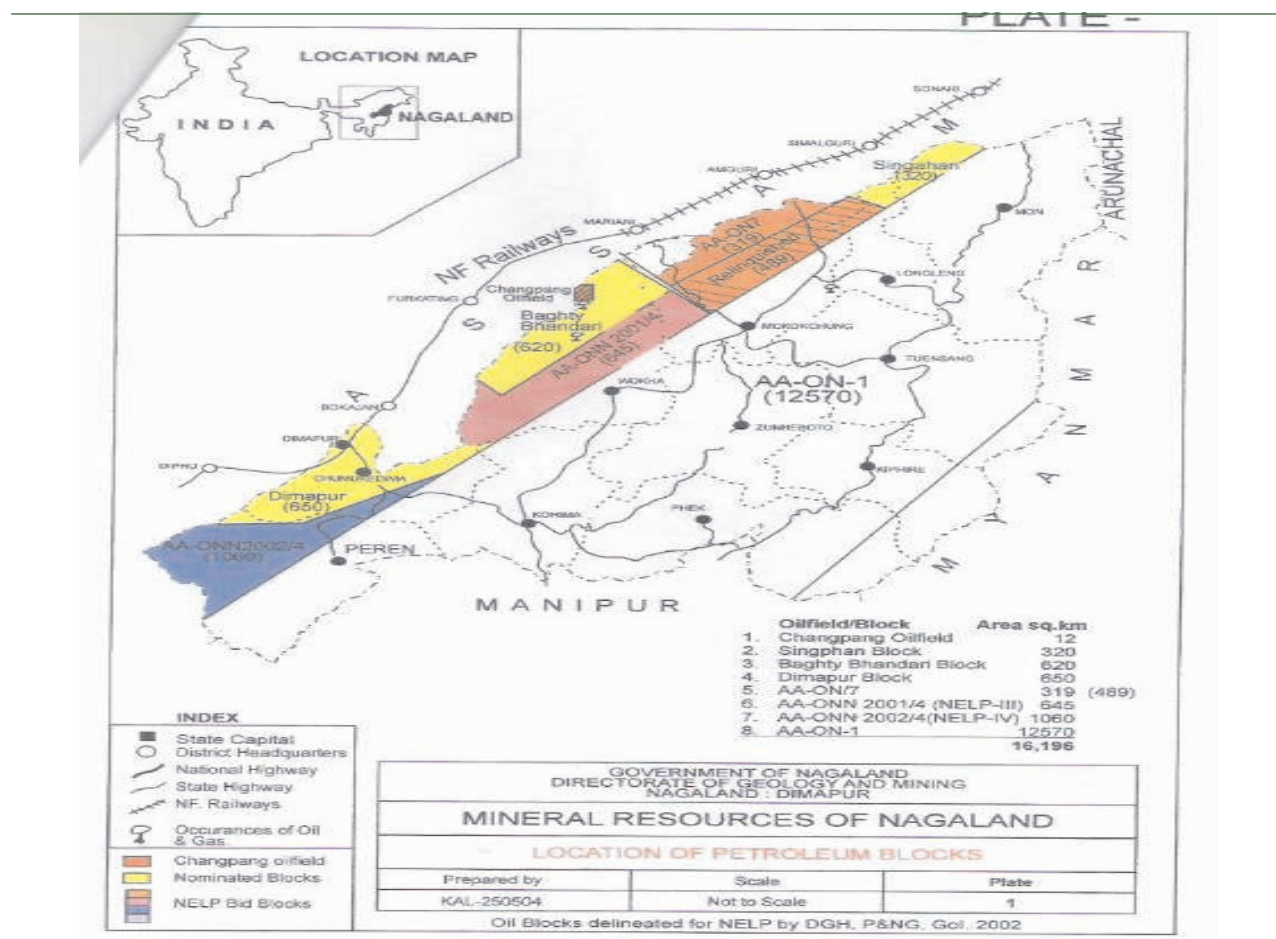 PLATE -
LOCATION MAP
INDIA
NAGALAND
SONARI
SIMALGURI
AMGURI
MARIANI
NF Railways
FURKATING
BOKAJAN
DIMAPUR
DIPHU
CHUMUKEDIMA
A S S A M
ARUNACHAL
MYANMAR
MANIPUR
Singphan
(320)
MON
AA-ON7
(319)
Relinquished
(489)
LONGLENG
Changpang
Oilfield
Baghty
Bhandari
(620)
AA-ONN 2001/4
(645)
MOKOKCHUNG
TUENSANG
WOKHA
AA-ON-1
(12570)
ZUNHEBOTO
KIPHIRE
Dimapur
(650)
KOHIMA
PHEK
AA-ONN2002/4
(1060)
PEREN
Oilfield/Block Area sq.km
1. Changpang Oilfield 12
2. Singphan Block 320
3. Baghty Bhandari Block 620
4. Dimapur Block 650
5. AA-ON/7 319 (489)
6. AA-ONN 2001/4 (NELP-III) 645
7. AA-ONN 2002/4(NELP-IV) 1060
8. AA-ON-1 12570
16,196
INDEX
State Capital
District Headquarters
National Highway
State Highway
NF. Railways
Occurances of Oil
& Gas
Changpang oilfield
Nominated Blocks
NELP Bid Blocks
GOVERNMENT OF NAGALAND
DIRECTORATE OF GEOLOGY AND MINING
NAGALAND : DIMAPUR
MINERAL RESOURCES OF NAGALAND
LOCATION OF PETROLEUM BLOCKS
Prepared by Scale Plate
KAL-250504 Not to Scale 1
Oil Blocks delineated for NELP by DGH, P&NG. GoI. 2002